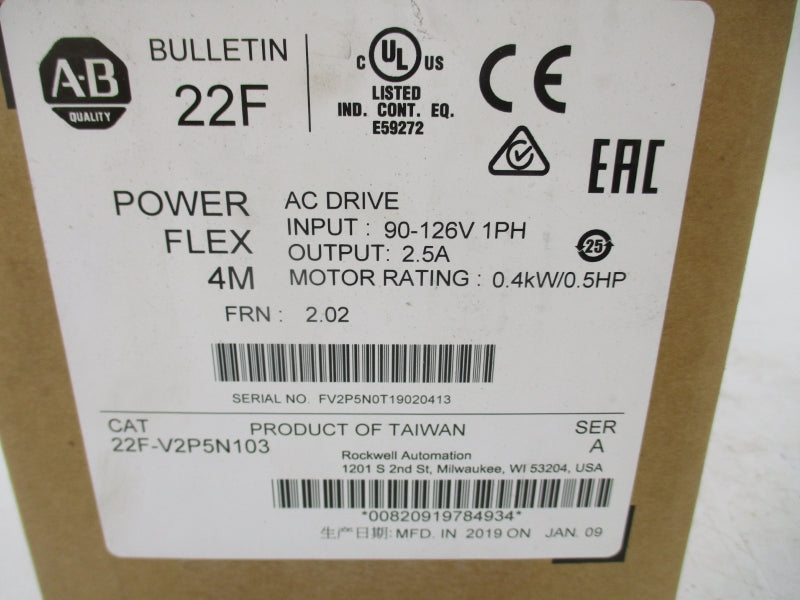 A-B
QUALITY
BULLETIN
22F
C UL US
LISTED
IND. CONT. EQ.
E59272
CE
EAC
POWER
FLEX
4M
AC DRIVE
INPUT : 90-126V 1PH
OUTPUT: 2.5A
MOTOR RATING : 0.4kW/0.5HP
25
FRN : 2.02
SERIAL NO. FV2P5N0T19020413
CAT
22F-V2P5N103
PRODUCT OF TAIWAN
SER
A
Rockwell Automation
1201 S 2nd St, Milwaukee, WI 53204, USA
*00820919784934*
生产日期: MFD. IN 2019 ON JAN. 09